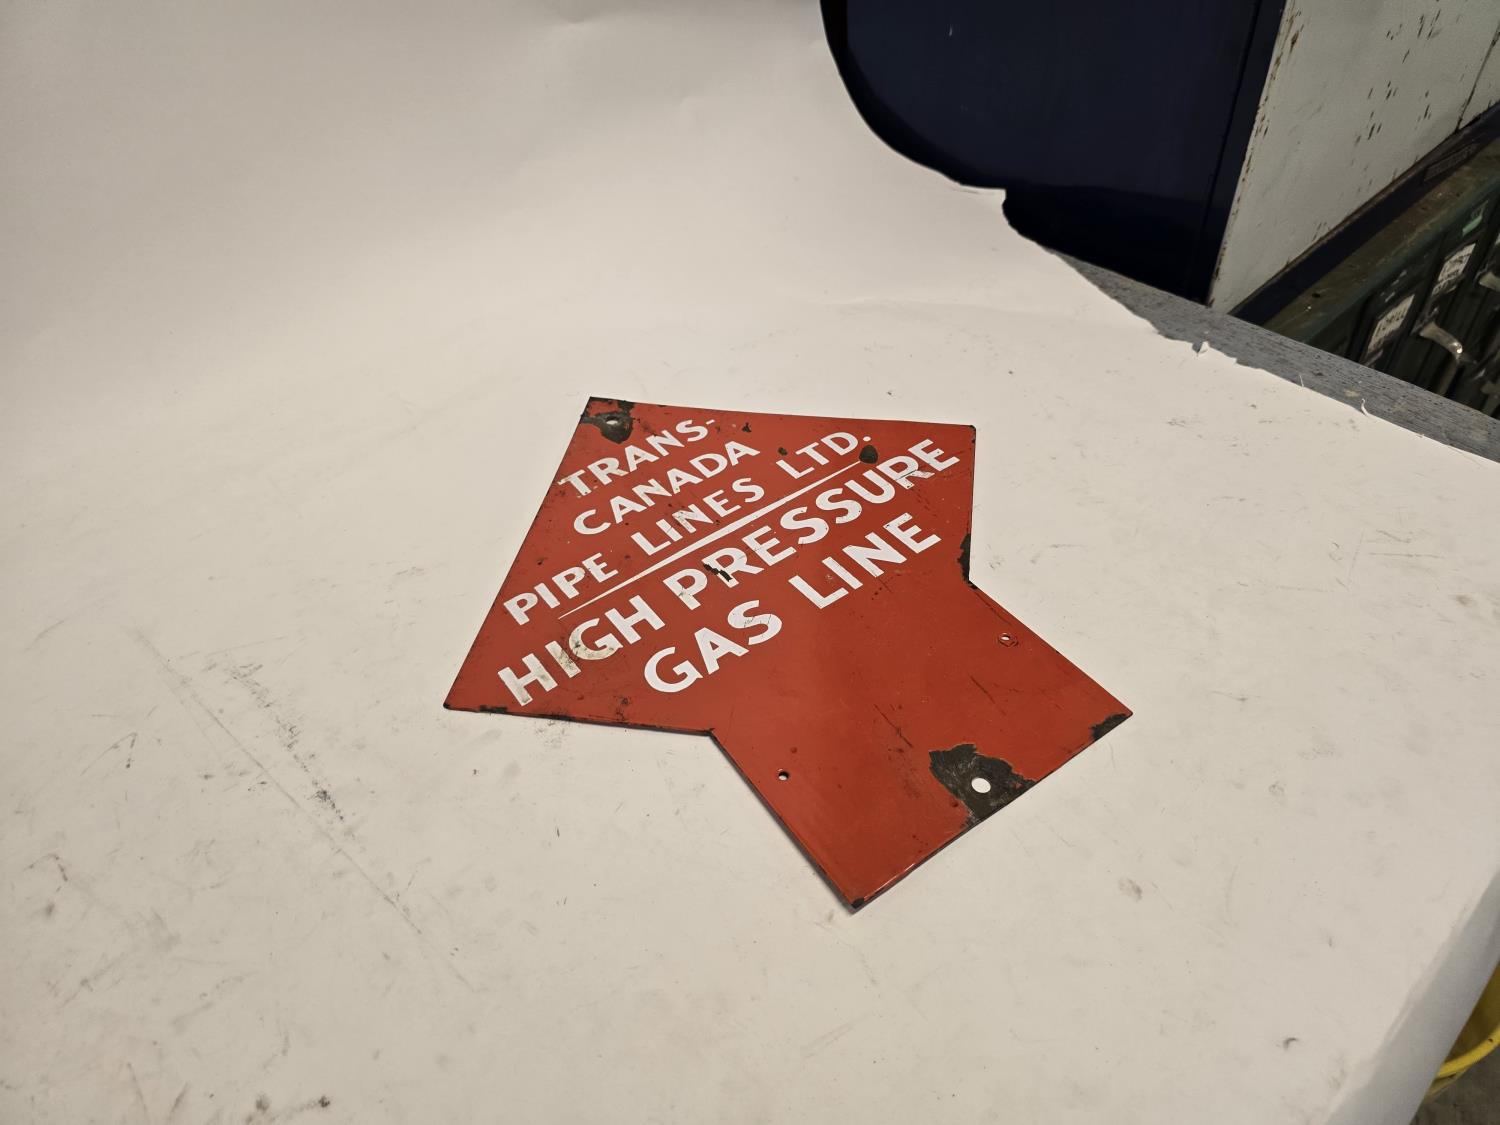 TRANS-
CANADA
PIPE LINES LTD.
HIGH PRESSURE
GAS LINE